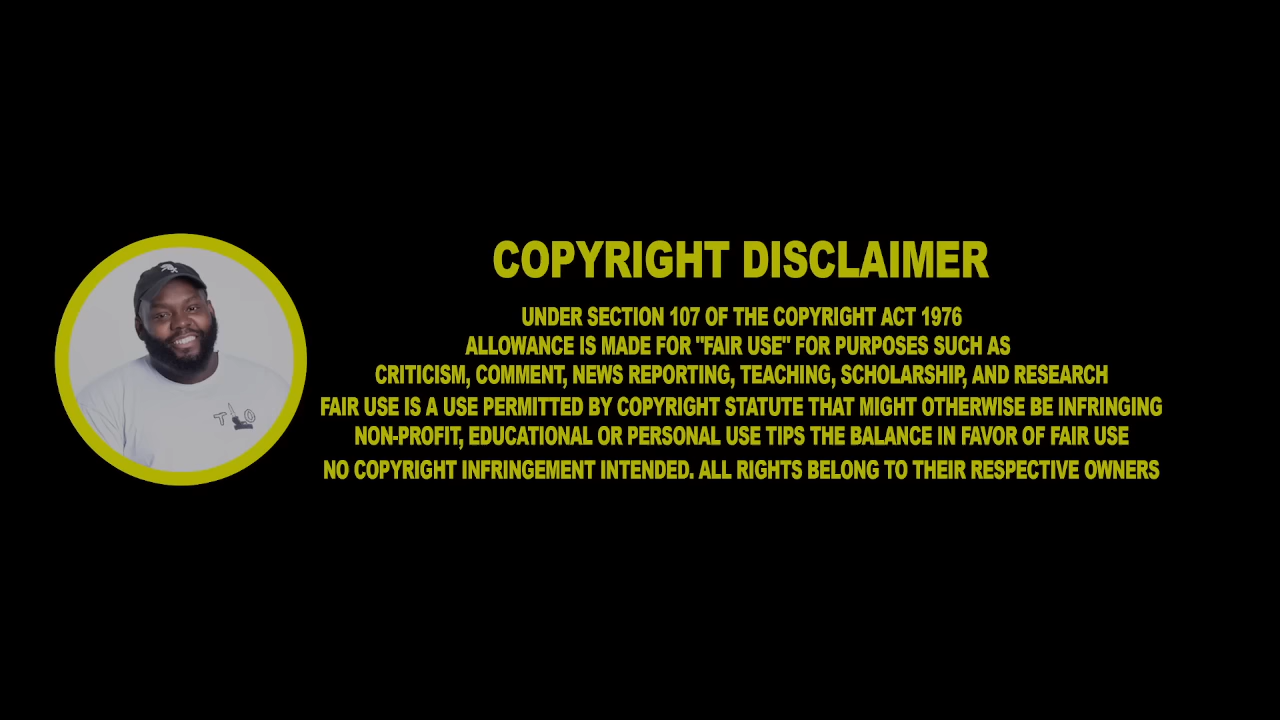 COPYRIGHT DISCLAIMER
UNDER SECTION 107 OF THE COPYRIGHT ACT 1976
ALLOWANCE IS MADE FOR "FAIR USE" FOR PURPOSES SUCH AS
CRITICISM, COMMENT, NEWS REPORTING, TEACHING, SCHOLARSHIP, AND RESEARCH
FAIR USE IS A USE PERMITTED BY COPYRIGHT STATUTE THAT MIGHT OTHERWISE BE INFRINGING
NON-PROFIT, EDUCATIONAL OR PERSONAL USE TIPS THE BALANCE IN FAVOR OF FAIR USE
NO COPYRIGHT INFRINGEMENT INTENDED. ALL RIGHTS BELONG TO THEIR RESPECTIVE OWNERS